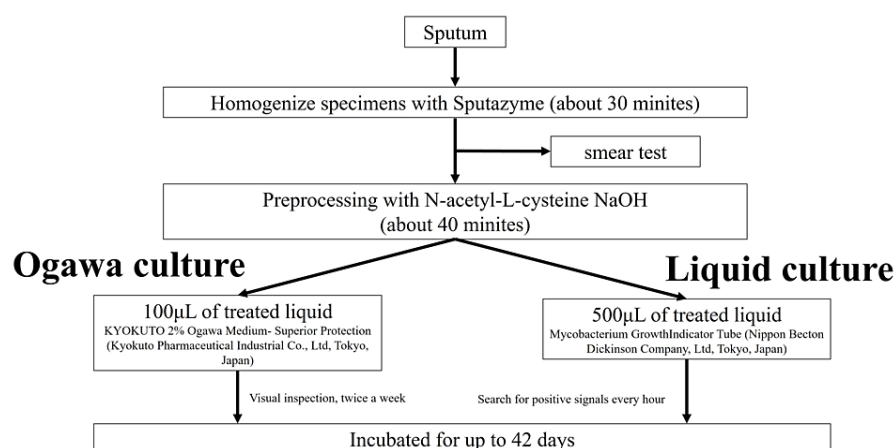 Sputum
Homogenize specimens with Sputazyme (about 30 minites)
smear test
Preprocessing with N-acetyl-L-cysteine NaOH
(about 40 minites)
Ogawa culture
Liquid culture
100μL of treated liquid
KYOKUTO 2% Ogawa Medium- Superior Protection
(Kyokuto Pharmaceutical Industrial Co., Ltd, Tokyo,
Japan)
500μL of treated liquid
Mycobacterium GrowthIndicator Tube (Nippon Becton
Dickinson Company, Ltd, Tokyo, Japan)
Visual inspection, twice a week
Search for positive signals every hour
Incubated for up to 42 days